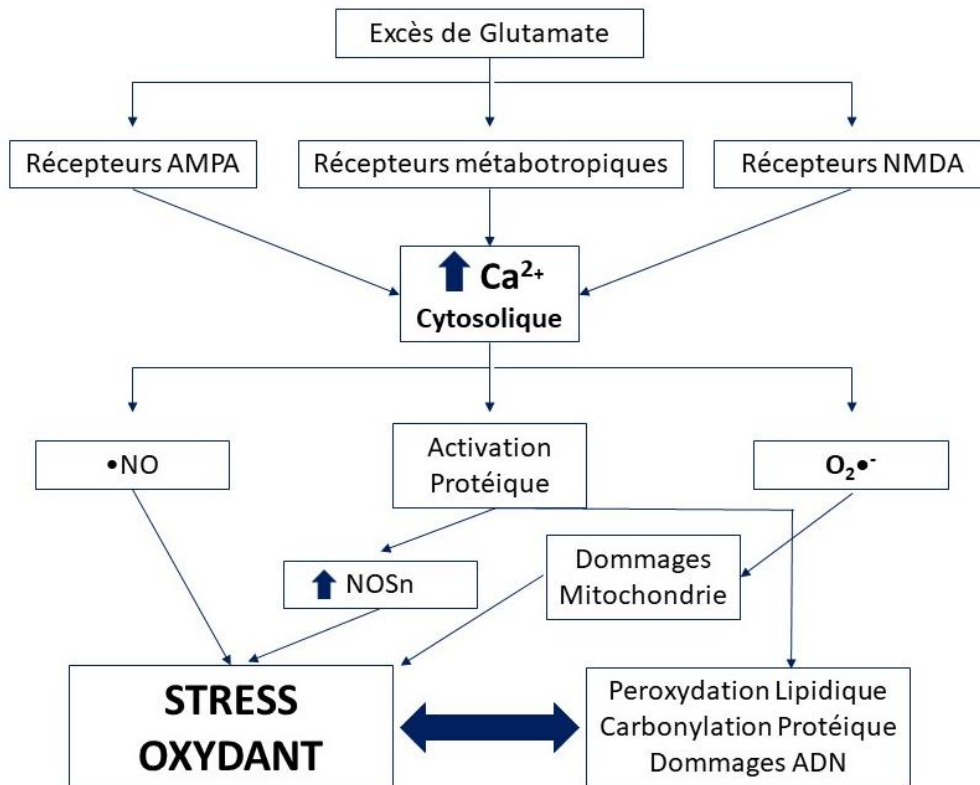 Excès de Glutamate
Récepteurs AMPA
Récepteurs métabotropiques
Récepteurs NMDA
Ca²⁺
Cytosolique
•NO
Activation
Protéique
O₂•⁻
NOSn
Dommages
Mitochondrie
STRESS
OXYDANT
Peroxydation Lipidique
Carbonylation Protéique
Dommages ADN